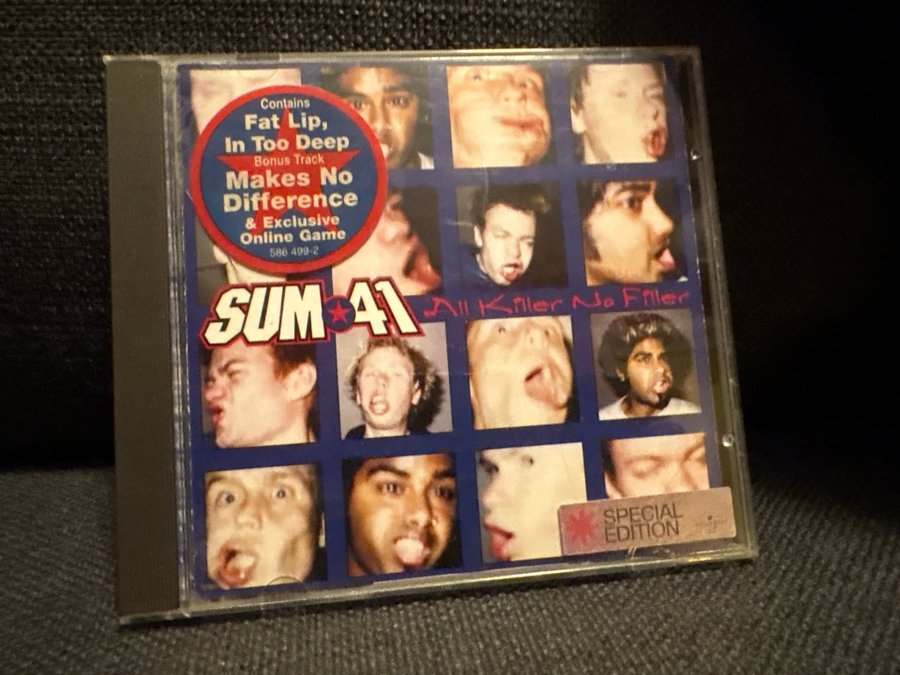 Contains
Fat Lip,
In Too Deep
Bonus Track
Makes No
Difference
& Exclusive
Online Game
586 499-2
SUM 41
All Killer No Filler
SPECIAL
EDITION